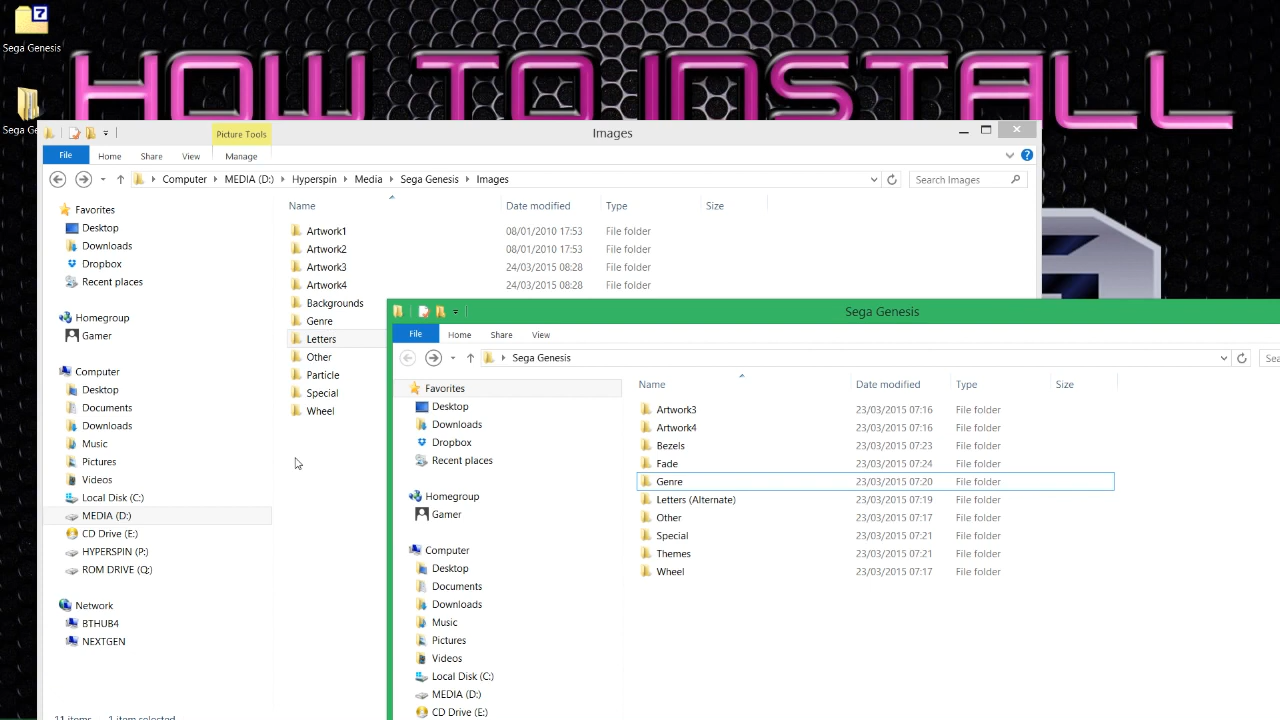 Sega Genesis
HOW TO INSTALL
Picture Tools
Images
File Home Share View Manage
Computer MEDIA (D:) Hyperspin Media Sega Genesis Images
Search Images
Name Date modified Type Size
Favorites
Desktop
Downloads
Dropbox
Recent places
Homegroup
Gamer
Computer
Desktop
Documents
Downloads
Music
Pictures
Videos
Local Disk (C:)
MEDIA (D:)
CD Drive (E:)
HYPERSPIN (P:)
ROM DRIVE (Q:)
Network
BTHUB4
NEXTGEN
Artwork1 08/01/2010 17:53 File folder
Artwork2 08/01/2010 17:53 File folder
Artwork3 24/03/2015 08:28 File folder
Artwork4 24/03/2015 08:28 File folder
Backgrounds
Genre
Letters
Other
Particle
Special
Wheel
11 items 1 item selected
Sega Genesis
File Home Share View
Sega Genesis
Name Date modified Type Size
Favorites
Desktop
Downloads
Dropbox
Recent places
Homegroup
Gamer
Computer
Desktop
Documents
Downloads
Music
Pictures
Videos
Local Disk (C:)
MEDIA (D:)
CD Drive (E:)
Artwork3 23/03/2015 07:16 File folder
Artwork4 23/03/2015 07:16 File folder
Bezels 23/03/2015 07:23 File folder
Fade 23/03/2015 07:24 File folder
Genre 23/03/2015 07:20 File folder
Letters (Alternate) 23/03/2015 07:19 File folder
Other 23/03/2015 07:17 File folder
Special 23/03/2015 07:21 File folder
Themes 23/03/2015 07:21 File folder
Wheel 23/03/2015 07:17 File folder